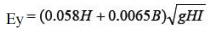 Ey = (0.058H + 0.0065B)√gHI